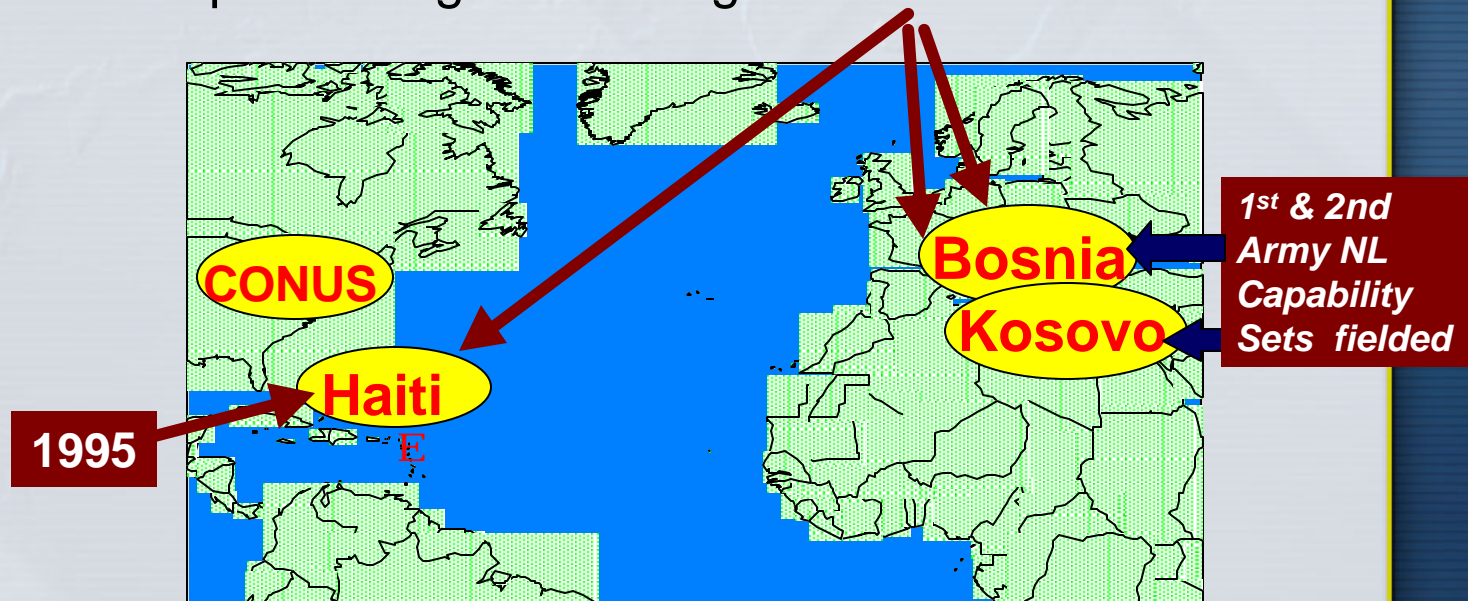 CONUS
Haiti
E
1995
Bosnia
Kosovo
1st & 2nd
Army NL
Capability
Sets fielded